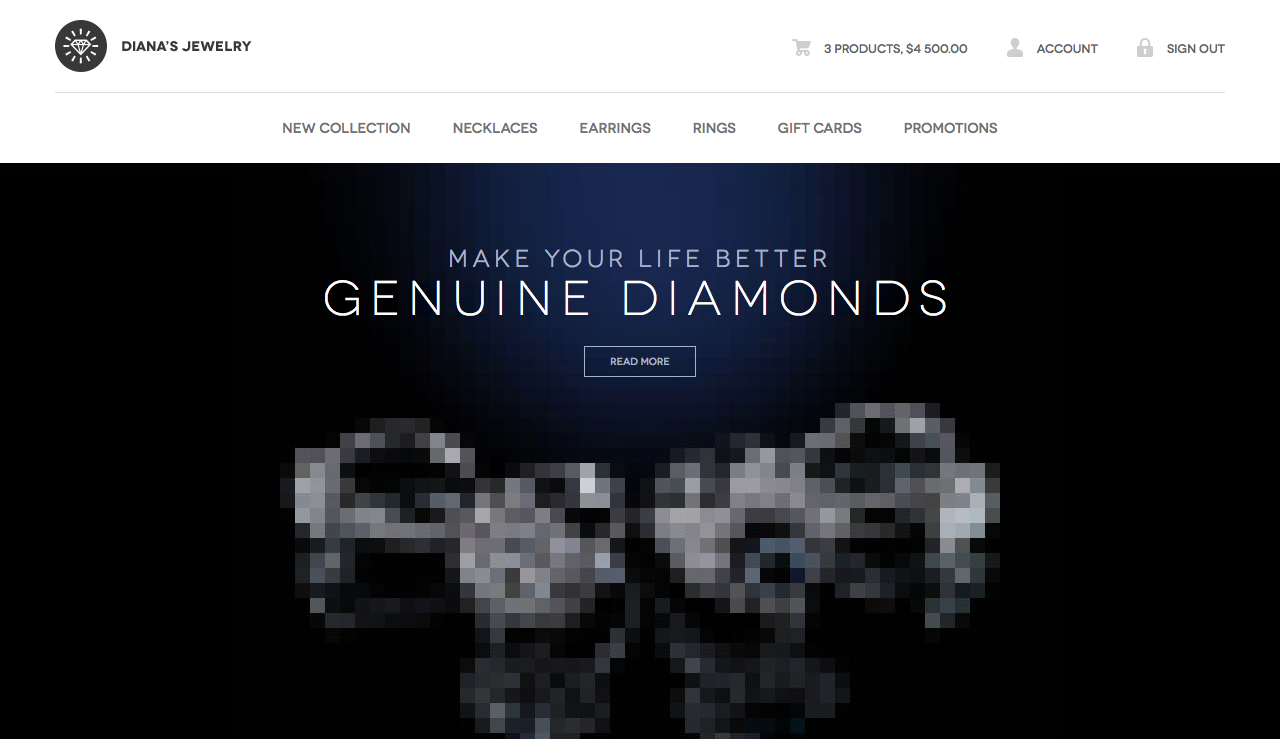 DIANA'S JEWELRY
3 PRODUCTS, $4 500.00
ACCOUNT
SIGN OUT
NEW COLLECTION
NECKLACES
EARRINGS
RINGS
GIFT CARDS
PROMOTIONS
MAKE YOUR LIFE BETTER
GENUINE DIAMONDS
READ MORE